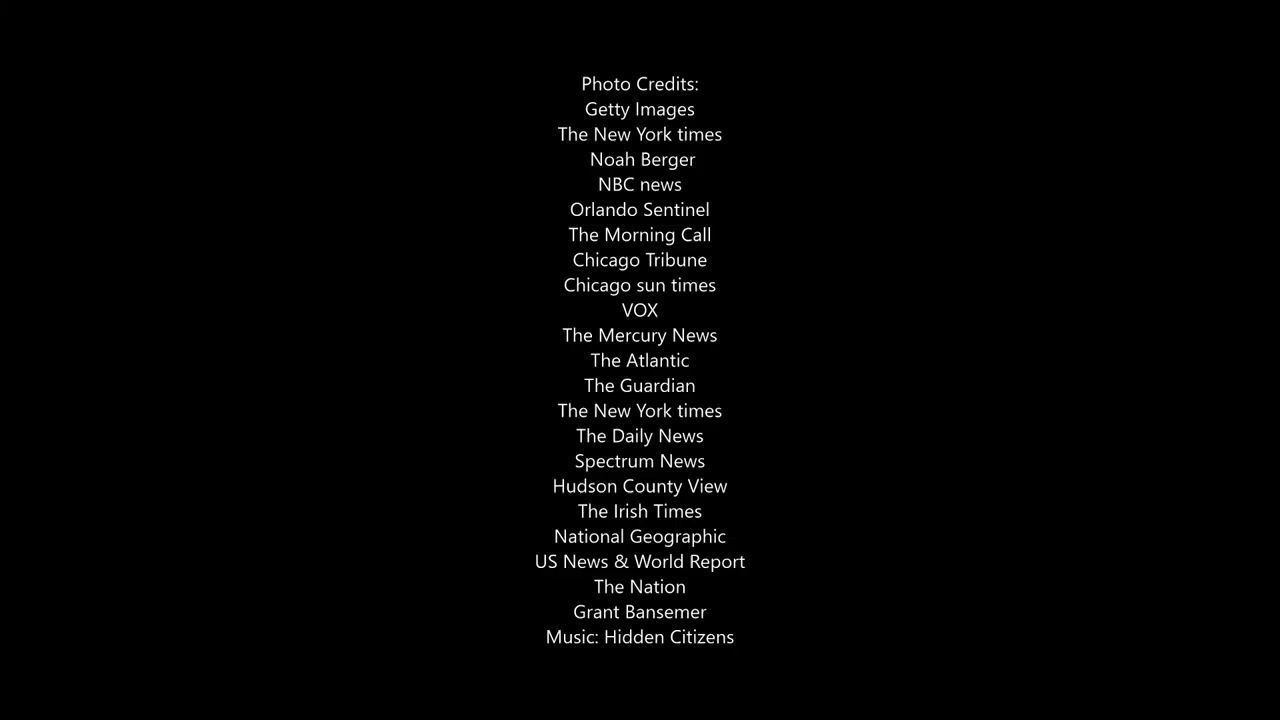 Photo Credits:
Getty Images
The New York times
Noah Berger
NBC news
Orlando Sentinel
The Morning Call
Chicago Tribune
Chicago sun times
VOX
The Mercury News
The Atlantic
The Guardian
The New York times
The Daily News
Spectrum News
Hudson County View
The Irish Times
National Geographic
US News & World Report
The Nation
Grant Bansemer
Music: Hidden Citizens